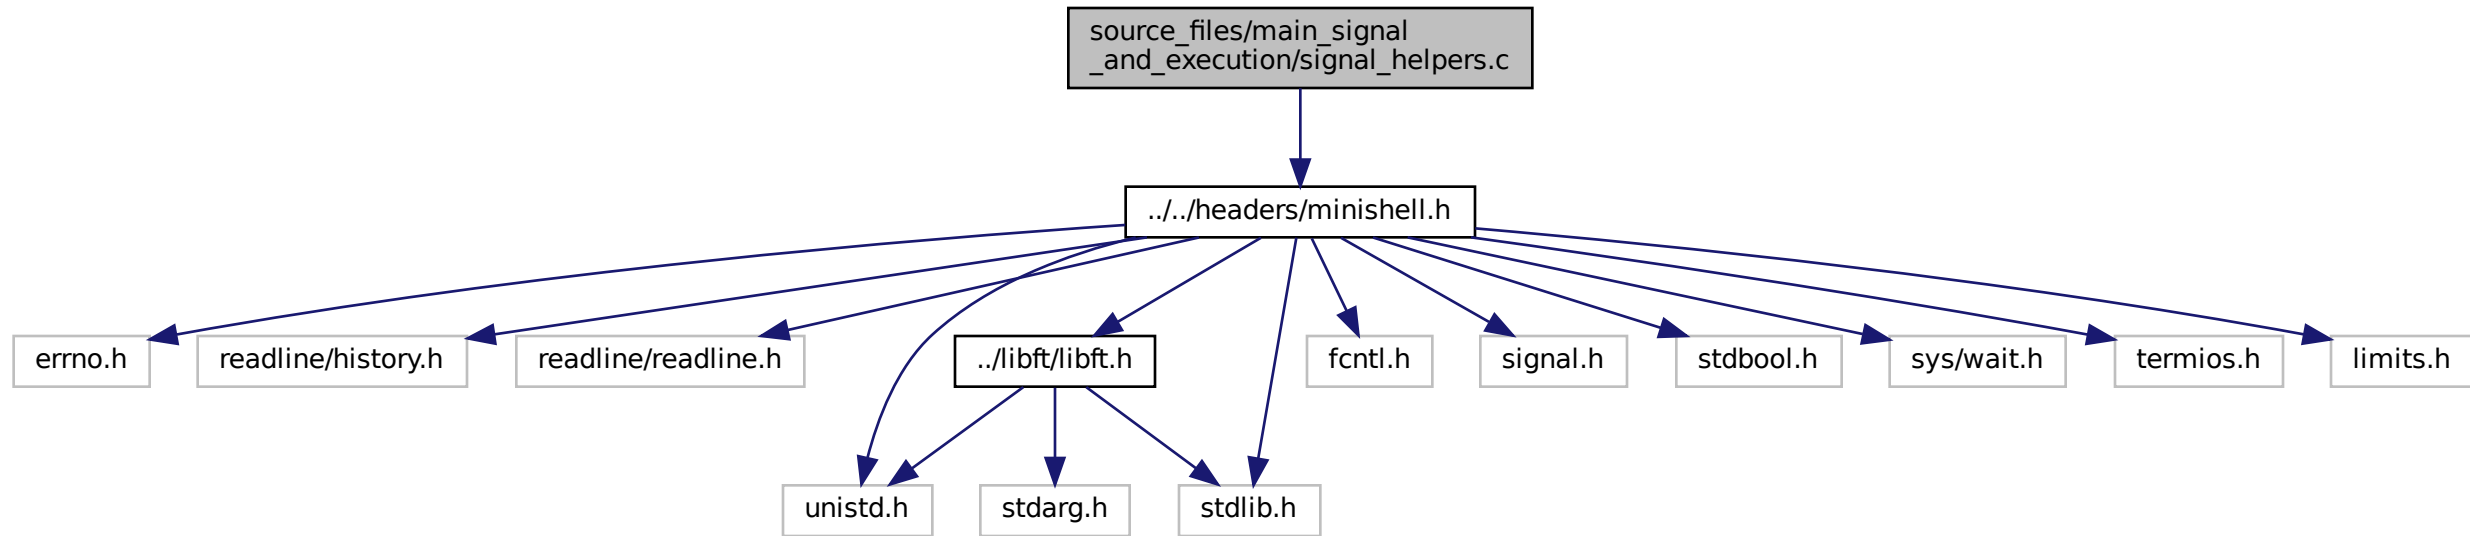 source_files/main_signal
_and_execution/signal_helpers.c
../../headers/minishell.h
errno.h
readline/history.h
readline/readline.h
../libft/libft.h
fcntl.h
signal.h
stdbool.h
sys/wait.h
termios.h
limits.h
unistd.h
stdarg.h
stdlib.h